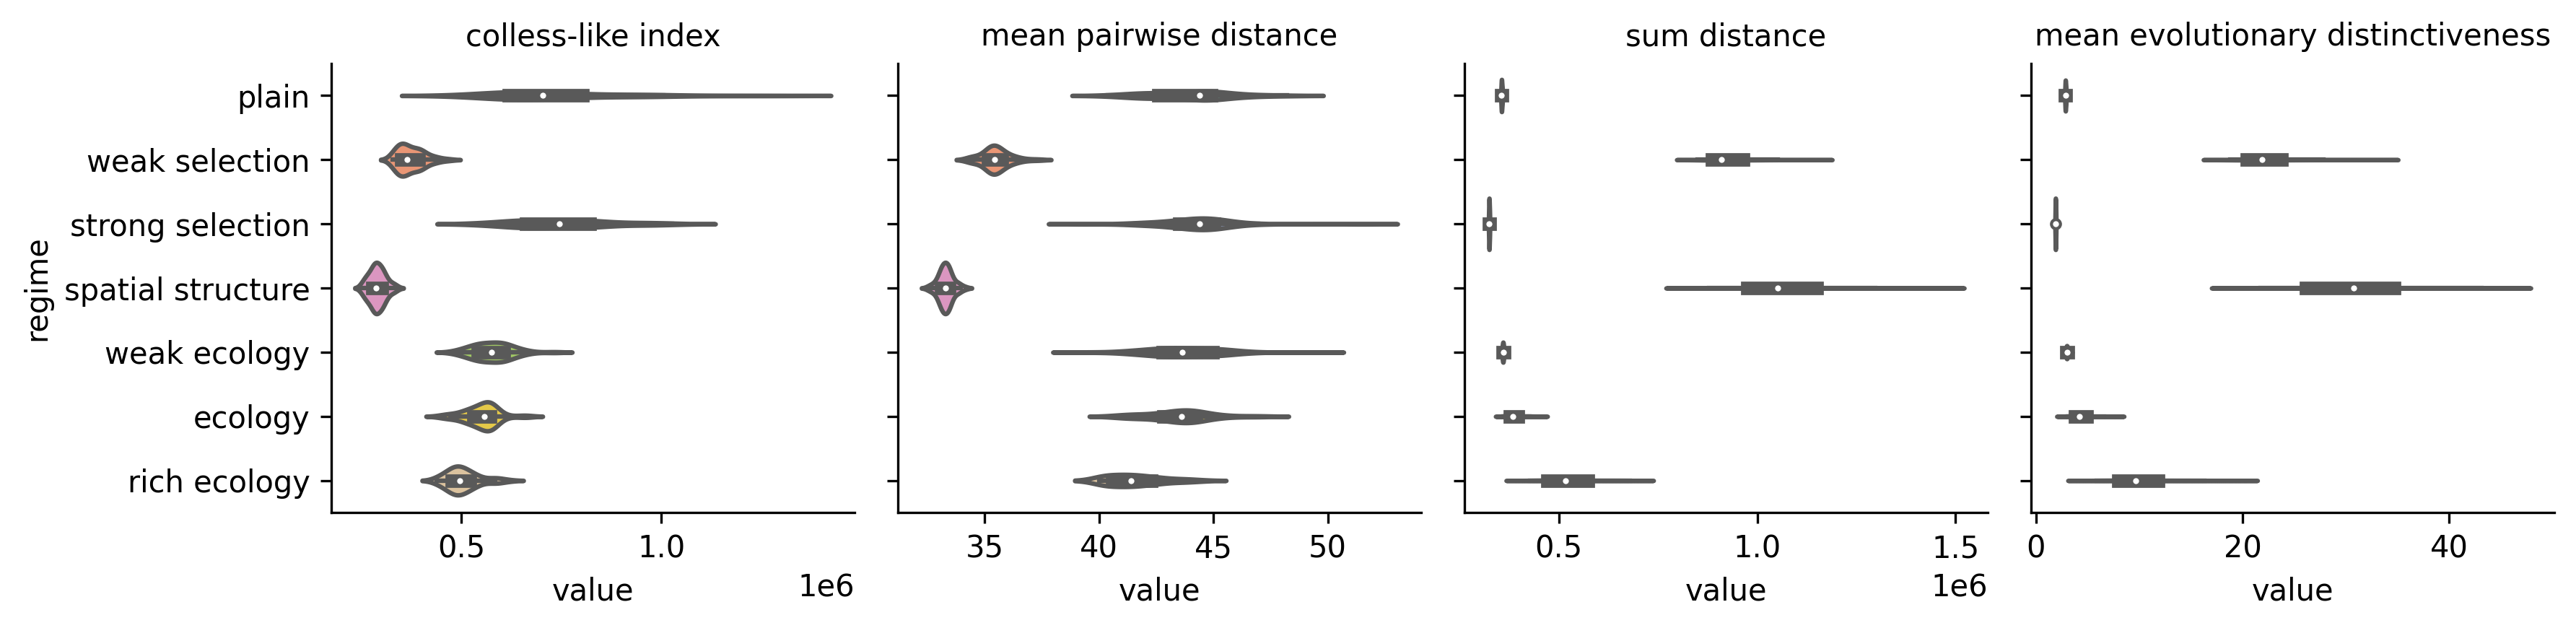 colless-like index
mean pairwise distance
sum distance
mean evolutionary distinctiveness
regime
plain
weak selection
strong selection
spatial structure
weak ecology
ecology
rich ecology
0.5 1.0
1e6
value
35 40 45 50
value
0.5 1.0 1.5
1e6
value
0 20 40
value